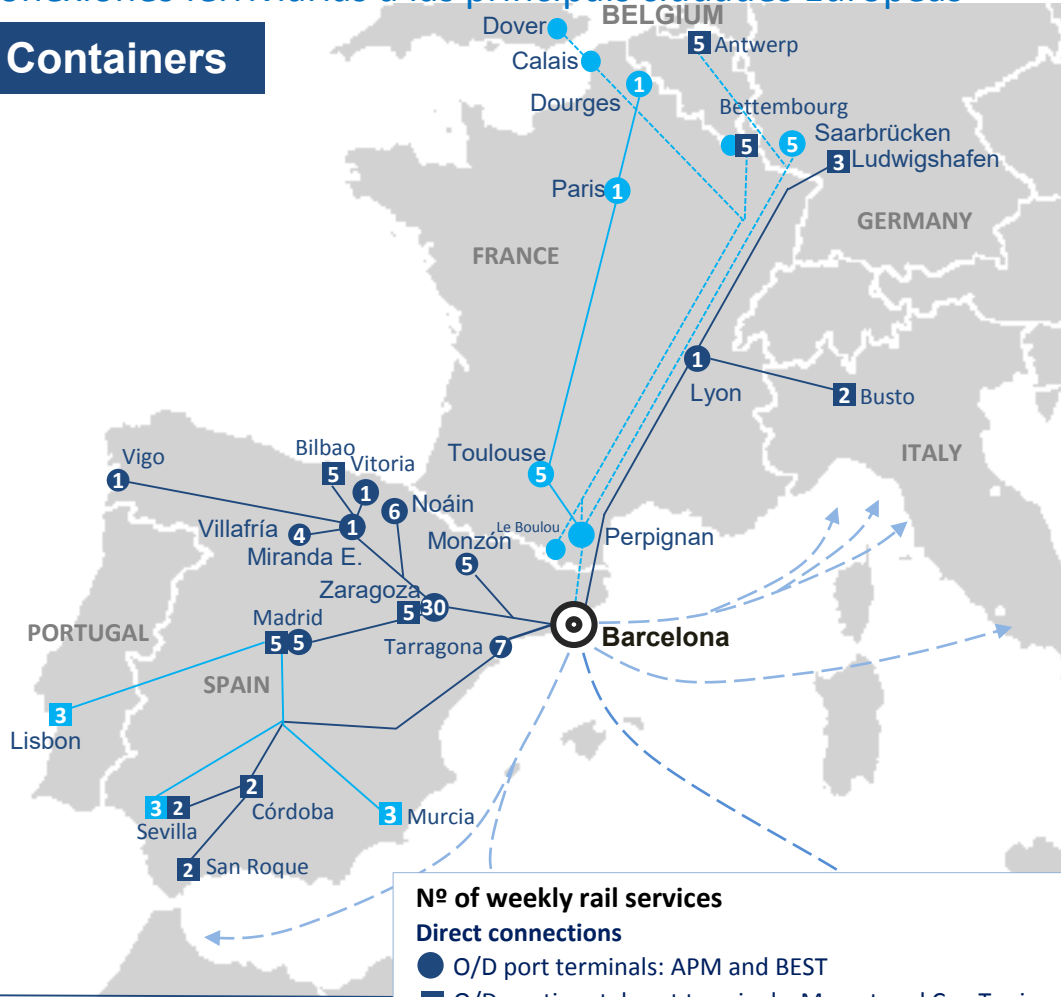 a las principale ciudades Europeas
Containers
BELGIUM
Dover
5 Antwerp
Calais
1
Dourges
Bettembourg
5
5
Saarbrücken
3 Ludwigshafen
Paris 1
GERMANY
FRANCE
1
Lyon
2 Busto
ITALY
Toulouse
5
Bilbao
5
Vitoria
1
Vigo
1
6 Noáin
Villafría 4
1
Miranda E.
Le Boulou
Perpignan
Monzón
5
Zaragoza
5 30
Madrid
5 5
Tarragona 7
Barcelona
PORTUGAL
SPAIN
3
Lisbon
2
Córdoba
3 2
Sevilla
3 Murcia
2 San Roque
Nº of weekly rail services
Direct connections
O/D port terminals: APM and BEST